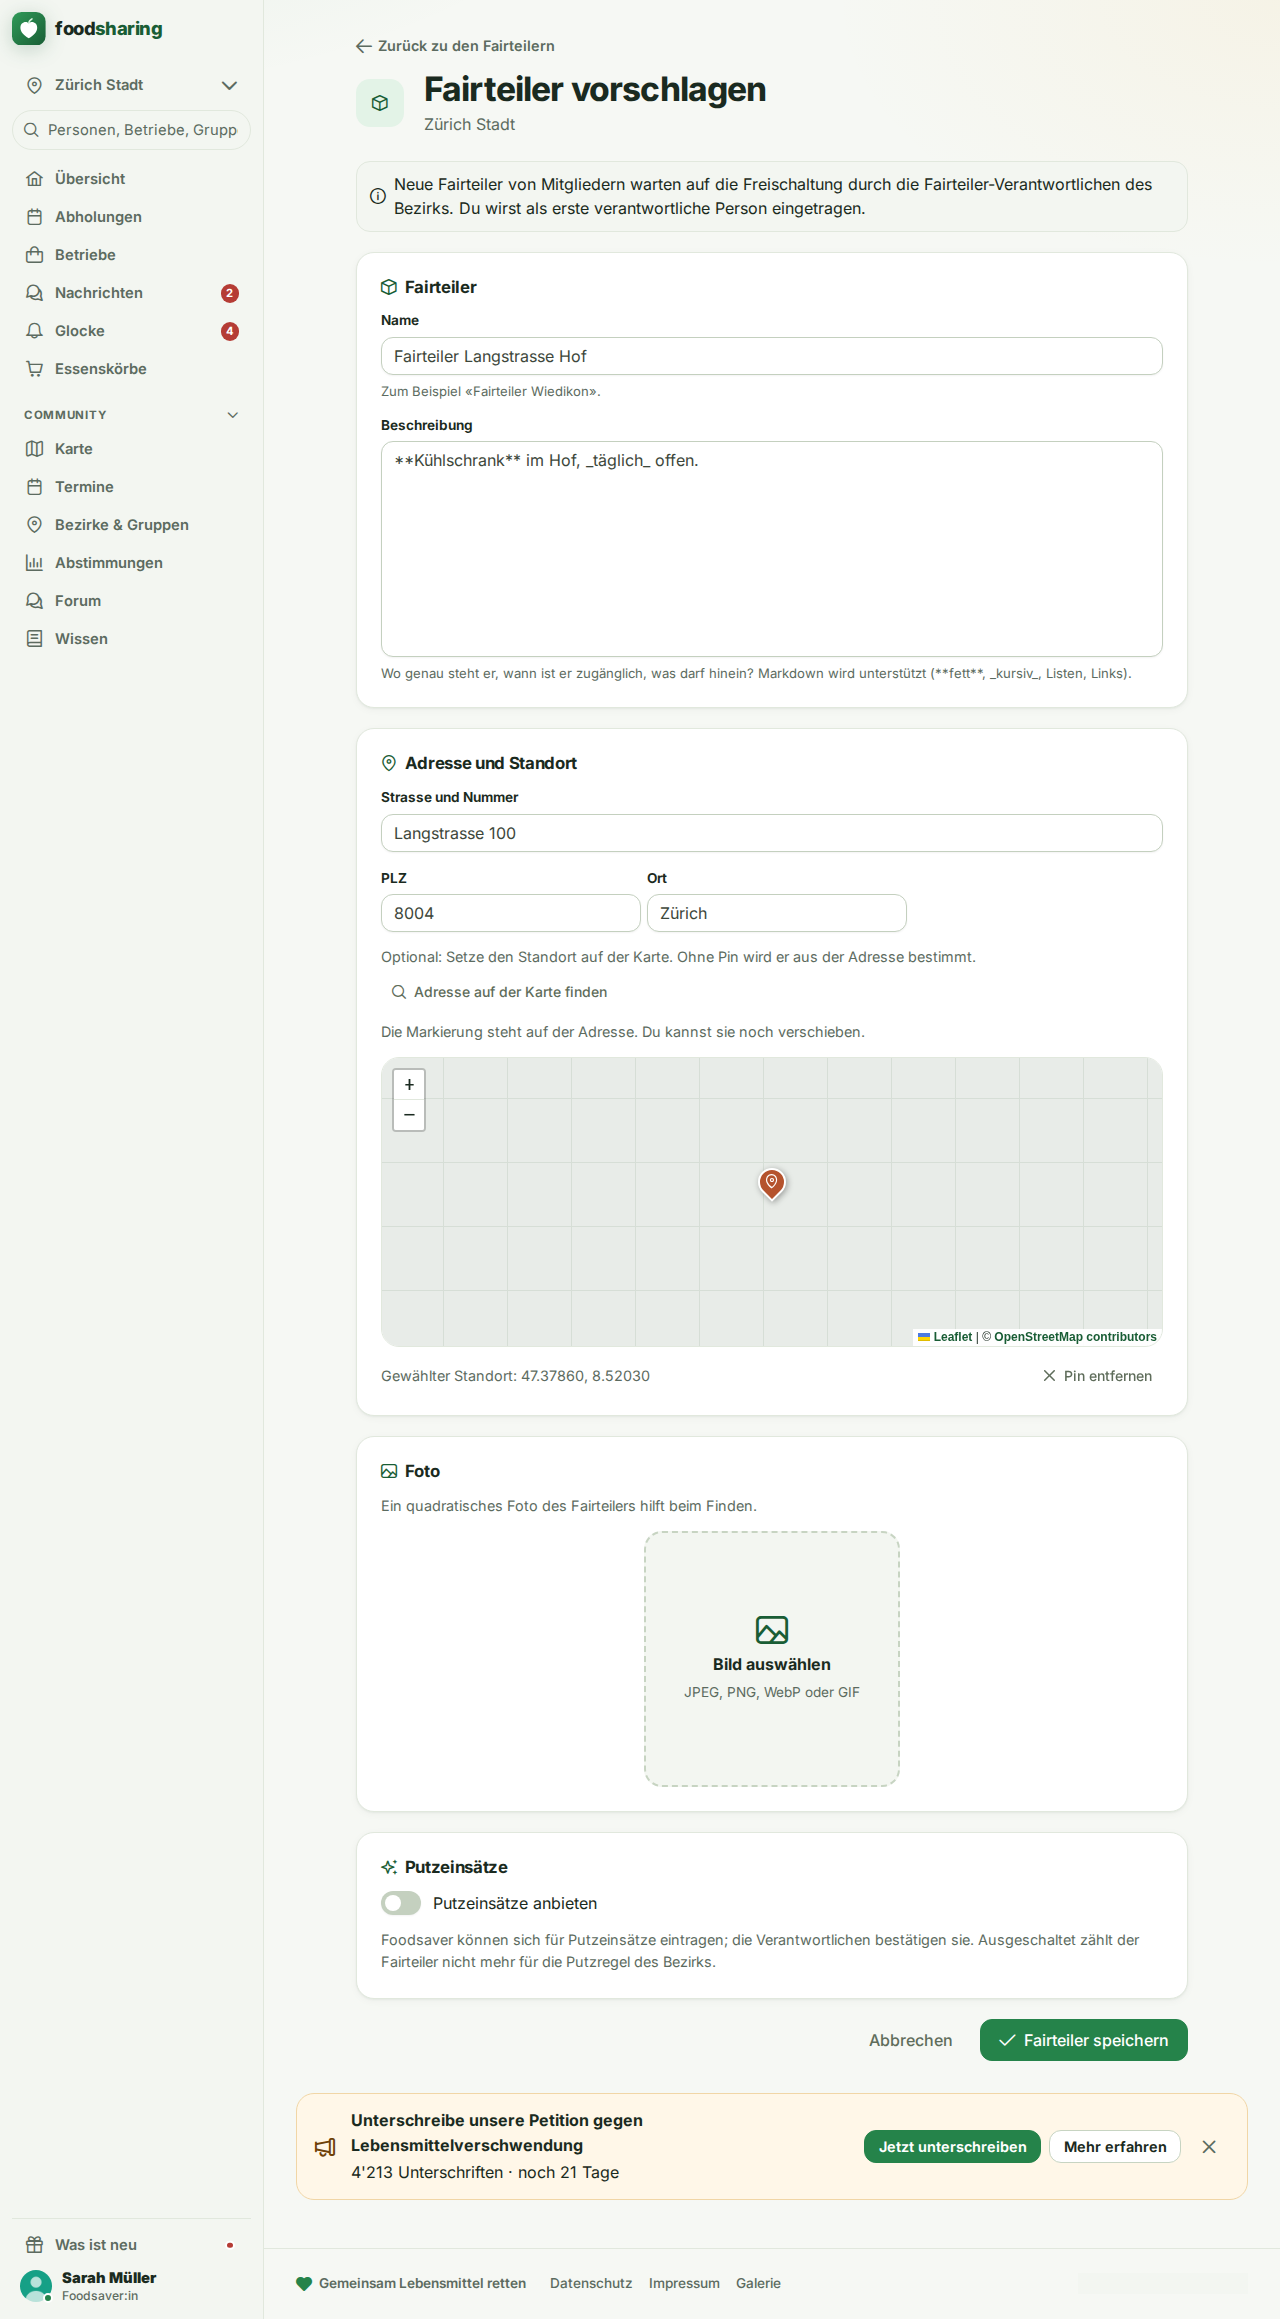 foodsharing
Zürich Stadt
Personen, Betriebe, Grupp
Übersicht
Abholungen
Betriebe
Nachrichten 2
Glocke 4
Essenskörbe
COMMUNITY
Karte
Termine
Bezirke & Gruppen
Abstimmungen
Forum
Wissen
Was ist neu
Sarah Müller
Foodsaver:in
Zurück zu den Fairteilern
Fairteiler vorschlagen
Zürich Stadt
Neue Fairteiler von Mitgliedern warten auf die Freischaltung durch die Fairteiler-Verantwortlichen des
Bezirks. Du wirst als erste verantwortliche Person eingetragen.
Fairteiler
Name
Fairteiler Langstrasse Hof
Zum Beispiel «Fairteiler Wiedikon».
Beschreibung
**Kühlschrank** im Hof, _täglich_ offen.
Wo genau steht er, wann ist er zugänglich, was darf hinein? Markdown wird unterstützt (**fett**, _kursiv_, Listen, Links).
Adresse und Standort
Strasse und Nummer
Langstrasse 100
PLZ Ort
8004 Zürich
Optional: Setze den Standort auf der Karte. Ohne Pin wird er aus der Adresse bestimmt.
Adresse auf der Karte finden
Die Markierung steht auf der Adresse. Du kannst sie noch verschieben.
+
−
Leaflet | © OpenStreetMap contributors
Gewählter Standort: 47.37860, 8.52030 Pin entfernen
Foto
Ein quadratisches Foto des Fairteilers hilft beim Finden.
Bild auswählen
JPEG, PNG, WebP oder GIF
Putzeinsätze
Putzeinsätze anbieten
Foodsaver können sich für Putzeinsätze eintragen; die Verantwortlichen bestätigen sie. Ausgeschaltet zählt der
Fairteiler nicht mehr für die Putzregel des Bezirks.
Abbrechen Fairteiler speichern
Unterschreibe unsere Petition gegen
Lebensmittelverschwendung
4'213 Unterschriften · noch 21 Tage
Jetzt unterschreiben Mehr erfahren
Gemeinsam Lebensmittel retten Datenschutz Impressum Galerie